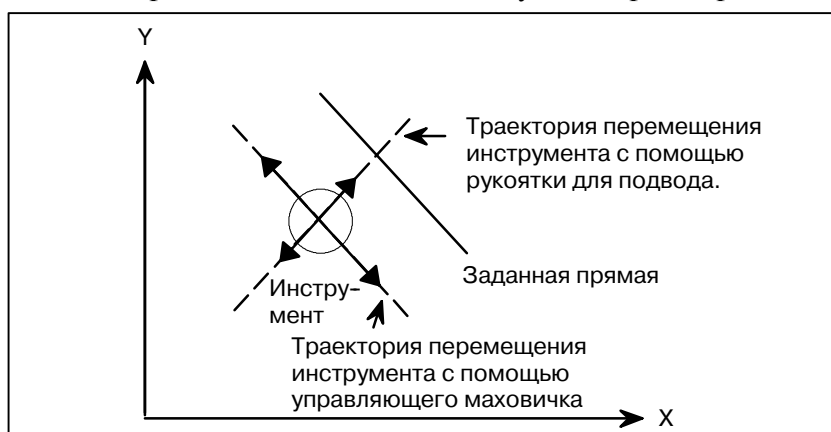 Y
Траектория перемещения
инструмента с помощью
рукоятки для подвода.
Заданная прямая
Инстру-
мент
Траектория перемещения
инструмента с помощью
управляющего маховичка
X